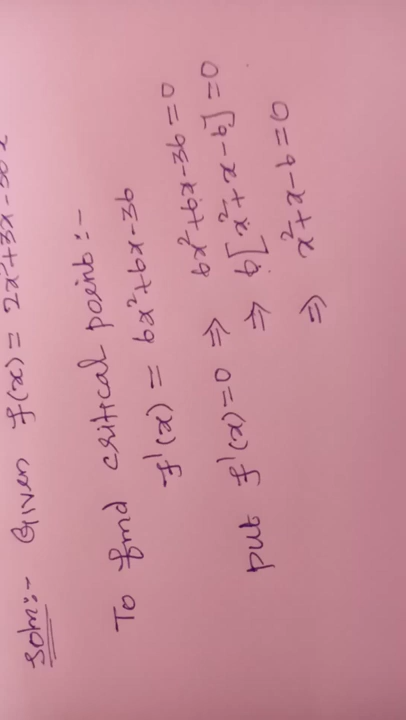 Soln:- Given f(x) = 2x³+3x²-36x
To find critical point:-
f'(x) = 6x²+6x-36
put f'(x)=0 ⇒ 6x²+6x-36=0
⇒ 6[x²+x-6]=0
⇒ x²+x-6=0